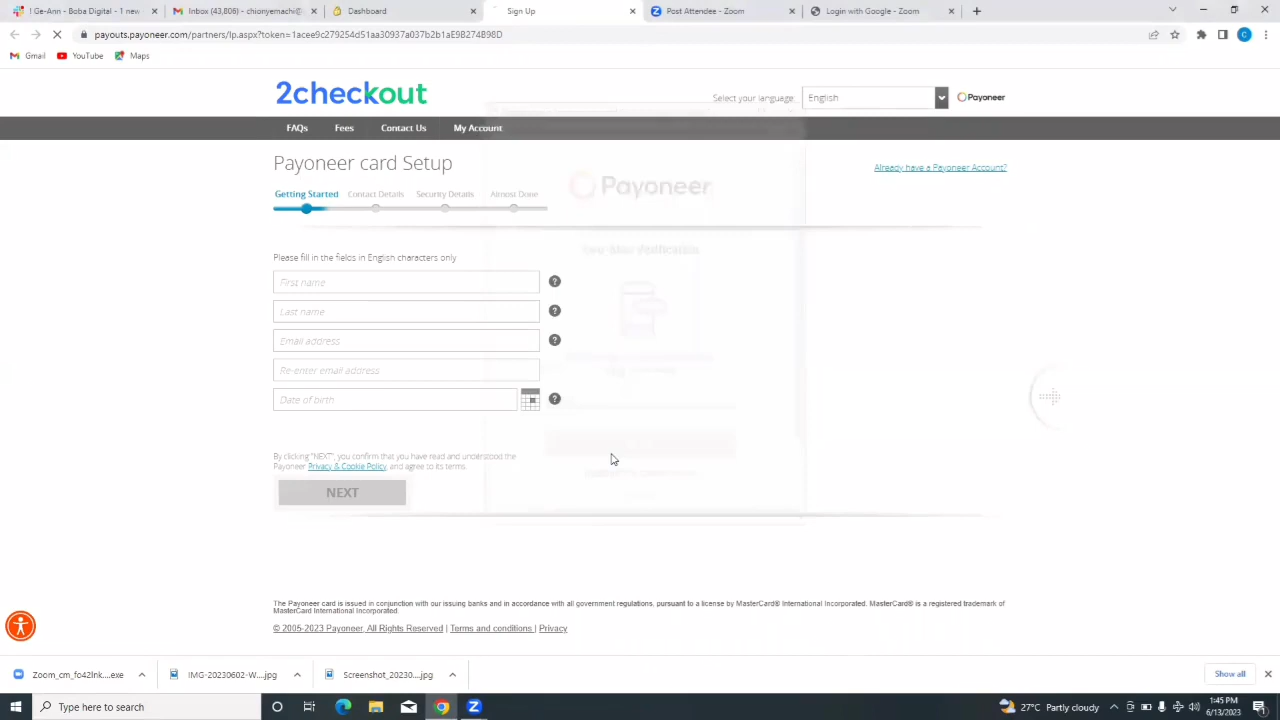 Ge-Ann - Boba Digital - 1 new
Inbox (43,806) - chionyemachi@
Dashboard
Sign Up
Post Attendee - Zoom
Login with Google - Zoom
payouts.payoneer.com/partners/lp.aspx?token=1acee9c279254d51aa30937a037b2b1aE98274B98D
Gmail
YouTube
Maps
C
2checkout
Select your language:
English
Payoneer
FAQs
Fees
Contact Us
My Account
Payoneer card Setup
Already have a Payoneer Account?
Getting Started
Contact Details
Security Details
Almost Done
Payoneer
Two-Step Verification
Please fill in the fields in English characters only
First name
?
Last name
?
Email address
?
Re-enter email address
Date of birth
?
By clicking "NEXT", you confirm that you have read and understood the
Payoneer Privacy & Cookie Policy, and agree to its terms.
NEXT
The Payoneer card is issued in conjunction with our issuing banks and in accordance with all government regulations, pursuant to a license by MasterCard® International Incorporated. MasterCard® is a registered trademark of
MasterCard International Incorporated.
© 2005-2023 Payoneer, All Rights Reserved | Terms and conditions | Privacy
Zoom_cm_fo42lnk....exe
IMG-20230602-W....jpg
Screenshot_20230....jpg
Show all
Type here to search
27°C Partly cloudy
1:45 PM
6/13/2023